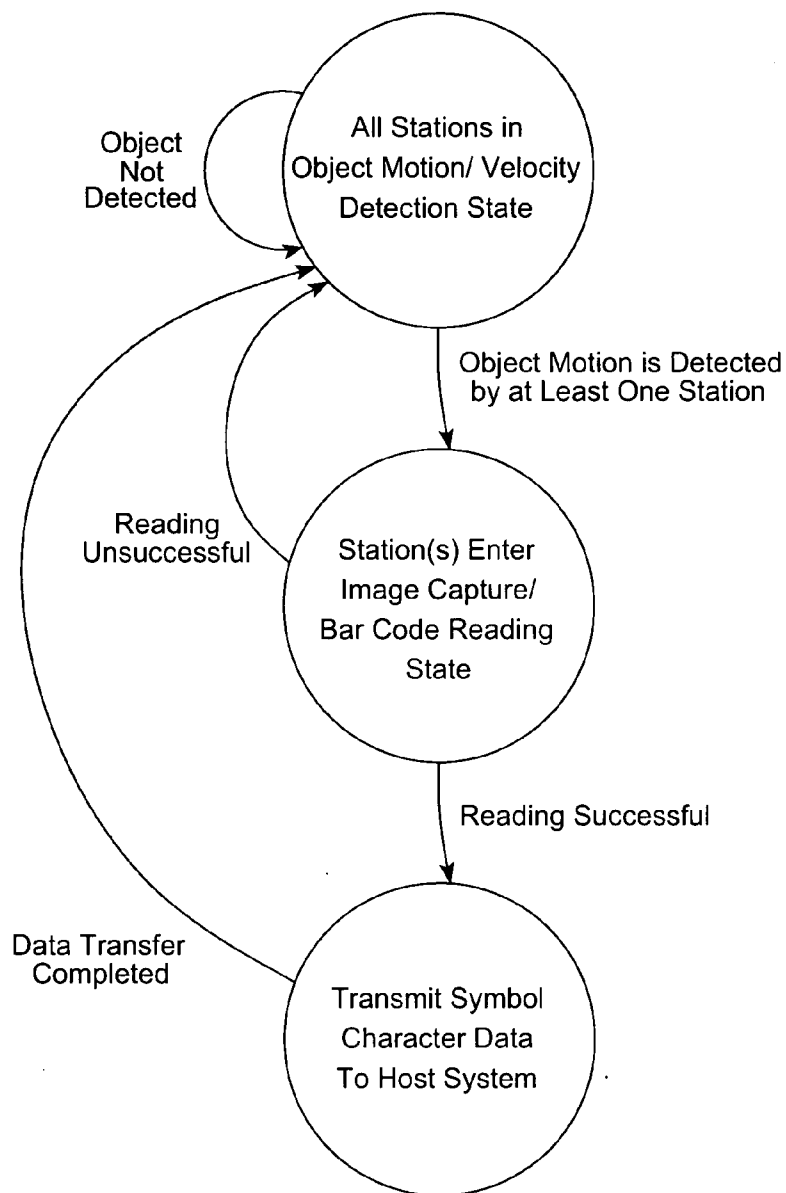 All Stations in
Object Motion/ Velocity
Detection State
Object
Not
Detected
Object Motion is Detected
by at Least One Station
Reading
Unsuccessful
Station(s) Enter
Image Capture/
Bar Code Reading
State
Reading Successful
Data Transfer
Completed
Transmit Symbol
Character Data
To Host System